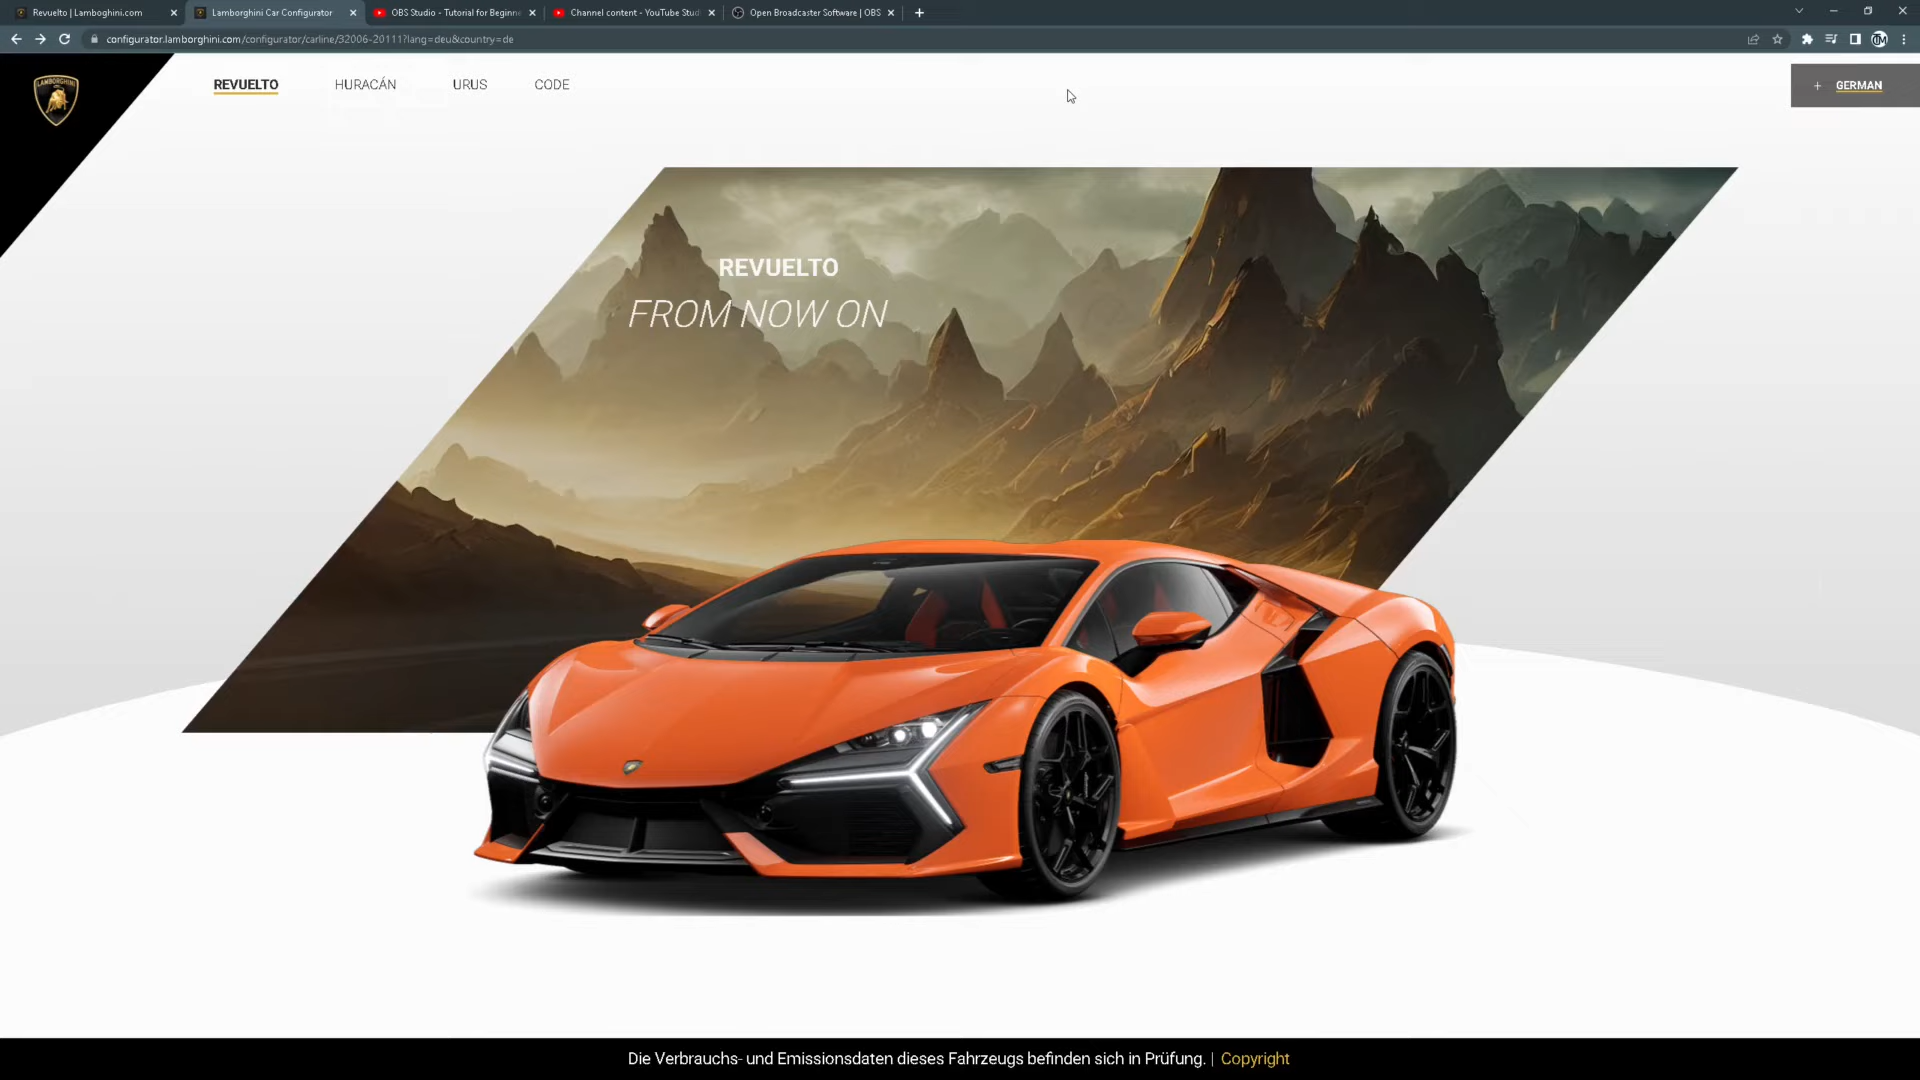 Revuelto | Lamboghini.com
Lamborghini Car Configurator
OBS Studio - Tutorial for Beginne
Channel content - YouTube Stud
Open Broadcaster Software | OBS
configurator.lamborghini.com/configurator/carline/32006-20111?lang=deu&country=de
LAMBORGHINI
REVUELTO
HURACÁN
URUS
CODE
+ GERMAN
REVUELTO
FROM NOW ON
Die Verbrauchs- und Emissionsdaten dieses Fahrzeugs befinden sich in Prüfung. | Copyright